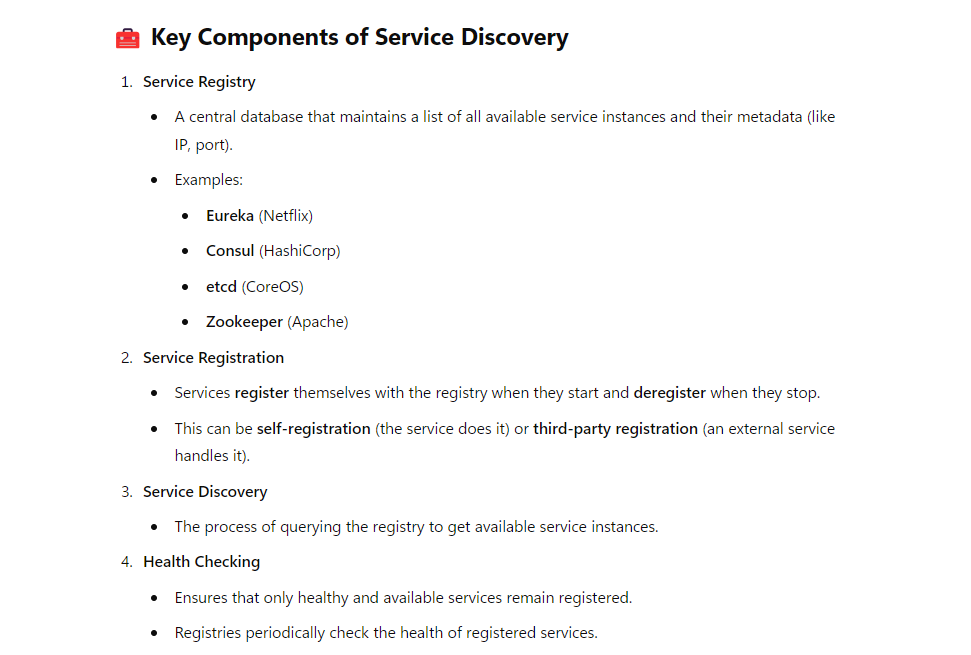 🧰 Key Components of Service Discovery
1. Service Registry
• A central database that maintains a list of all available service instances and their metadata (like
IP, port).
• Examples:
• Eureka (Netflix)
• Consul (HashiCorp)
• etcd (CoreOS)
• Zookeeper (Apache)
2. Service Registration
• Services register themselves with the registry when they start and deregister when they stop.
• This can be self-registration (the service does it) or third-party registration (an external service
handles it).
3. Service Discovery
• The process of querying the registry to get available service instances.
4. Health Checking
• Ensures that only healthy and available services remain registered.
• Registries periodically check the health of registered services.